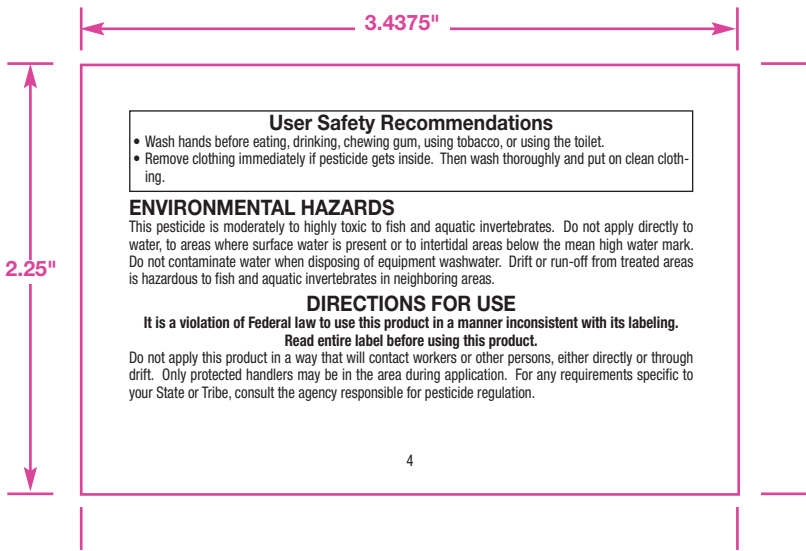 3.4375"
2.25"
User Safety Recommendations
• Wash hands before eating, drinking, chewing gum, using tobacco, or using the toilet.
• Remove clothing immediately if pesticide gets inside. Then wash thoroughly and put on clean cloth-
ing.
ENVIRONMENTAL HAZARDS
This pesticide is moderately to highly toxic to fish and aquatic invertebrates. Do not apply directly to
water, to areas where surface water is present or to intertidal areas below the mean high water mark.
Do not contaminate water when disposing of equipment washwater. Drift or run-off from treated areas
is hazardous to fish and aquatic invertebrates in neighboring areas.
DIRECTIONS FOR USE
It is a violation of Federal law to use this product in a manner inconsistent with its labeling.
Read entire label before using this product.
Do not apply this product in a way that will contact workers or other persons, either directly or through
drift. Only protected handlers may be in the area during application. For any requirements specific to
your State or Tribe, consult the agency responsible for pesticide regulation.
4